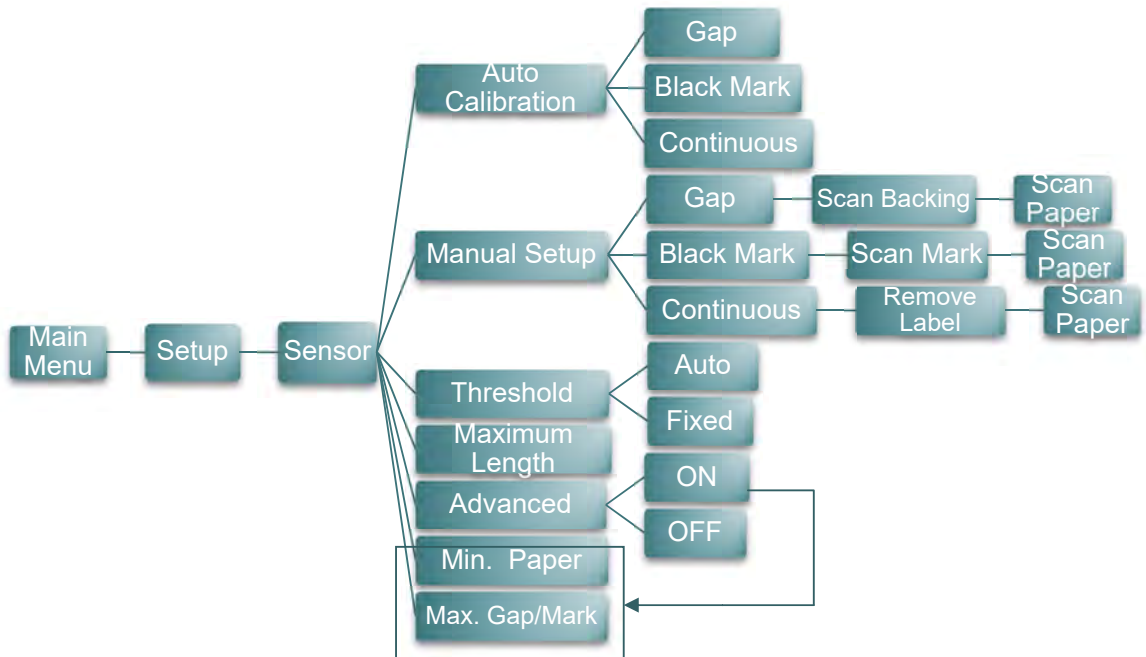 Main
Menu
Setup
Sensor
Auto
Calibration
Gap
Black Mark
Continuous
Manual Setup
Gap
Scan Backing
Scan
Paper
Black Mark
Scan Mark
Scan
Paper
Continuous
Remove
Label
Scan
Paper
Threshold
Auto
Fixed
Maximum
Length
Advanced
ON
OFF
Min. Paper
Max. Gap/Mark